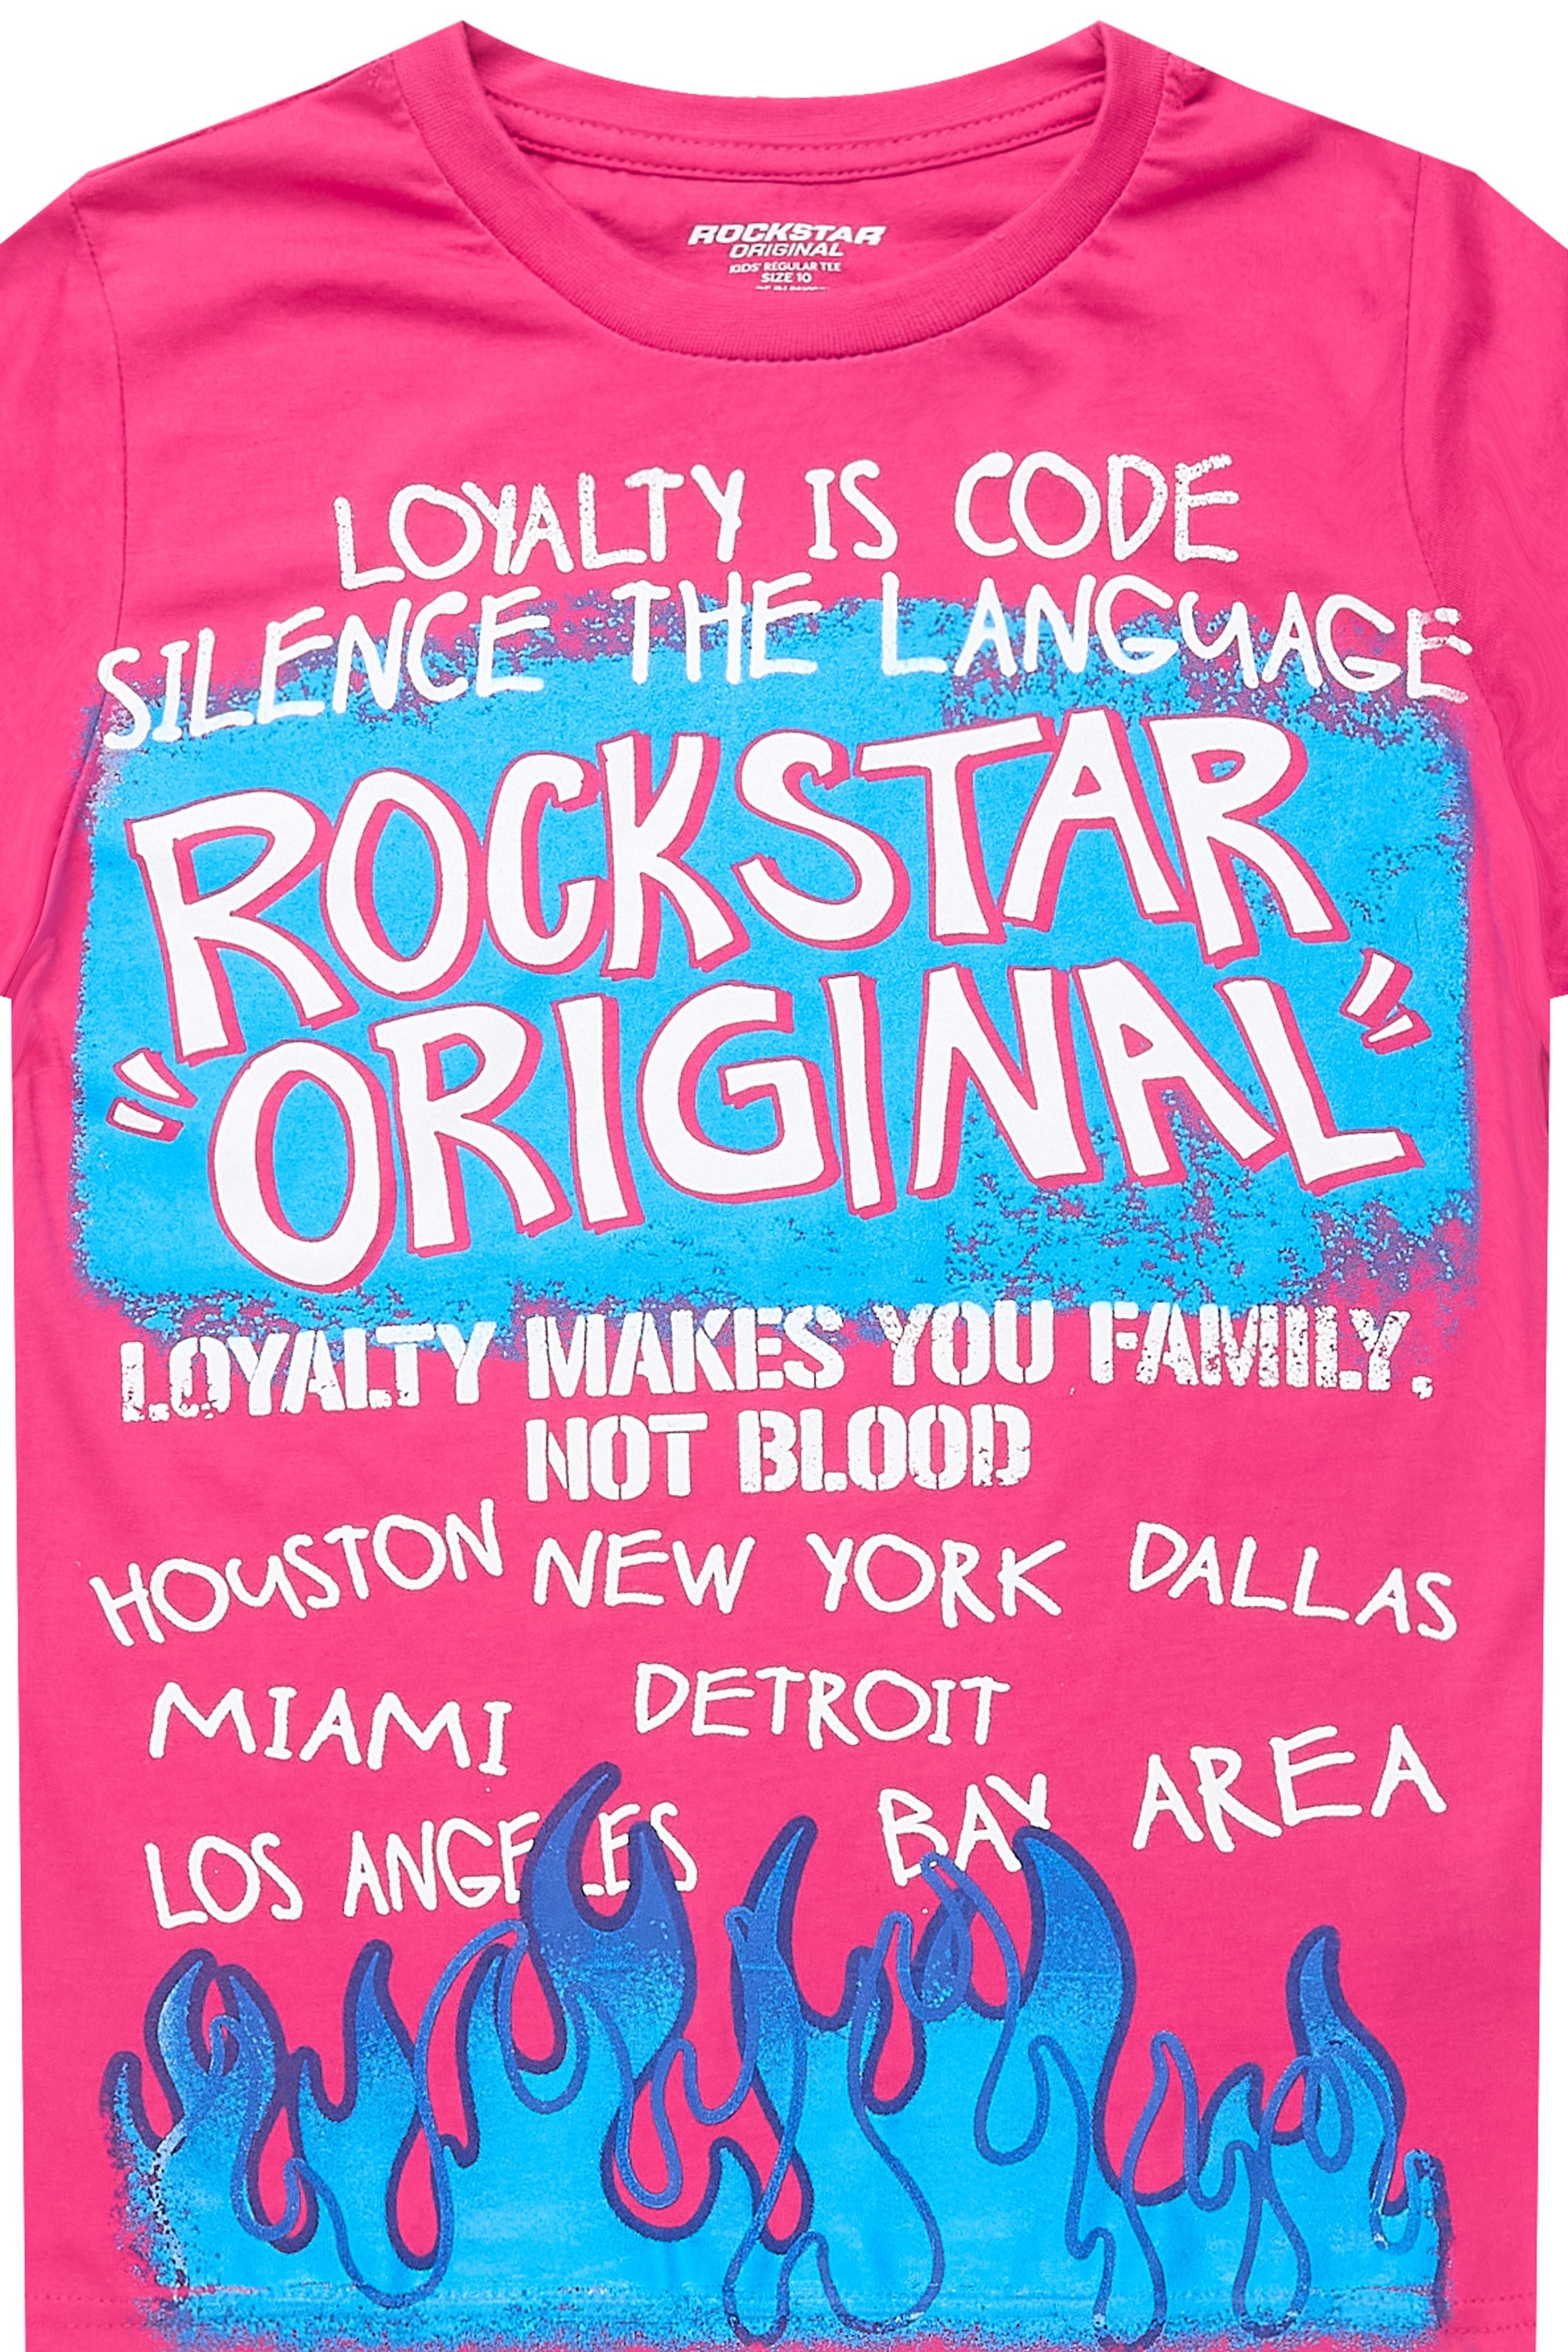 ROCKSTAR
ORIGINAL
KIDS' REGULAR TEE
SIZE 10
LOYALTY IS CODE
SILENCE THE LANGUAGE
ROCKSTAR
"ORIGINAL"
LOYALTY MAKES YOU FAMIILY.
NOT BLOOD
HOUSTON NEW YORK DALLAS
MIAMI DETROIT
LOS ANGELES BAY AREA